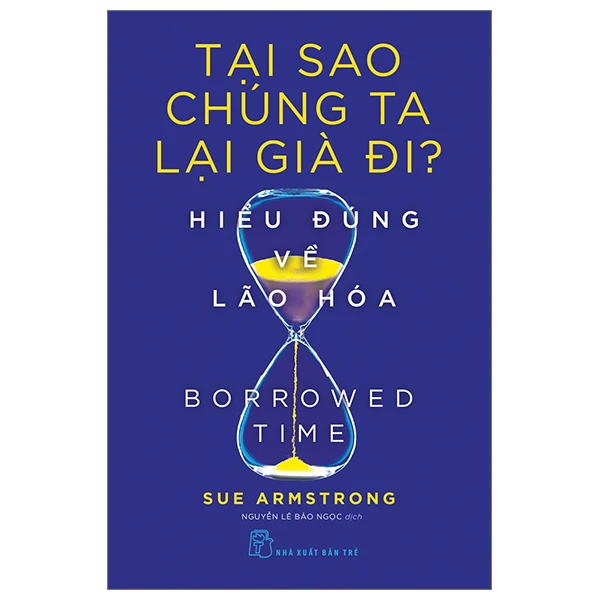 TẠI SAO
CHÚNG TA
LẠI GIÀ ĐI?
HIỂU ĐÚNG
VỀ
LÃO HÓA
BORROWED
TIME
SUE ARMSTRONG
NGUYỄN LÊ BẢO NGỌC dịch
NHÀ XUẤT BẢN TRẺ